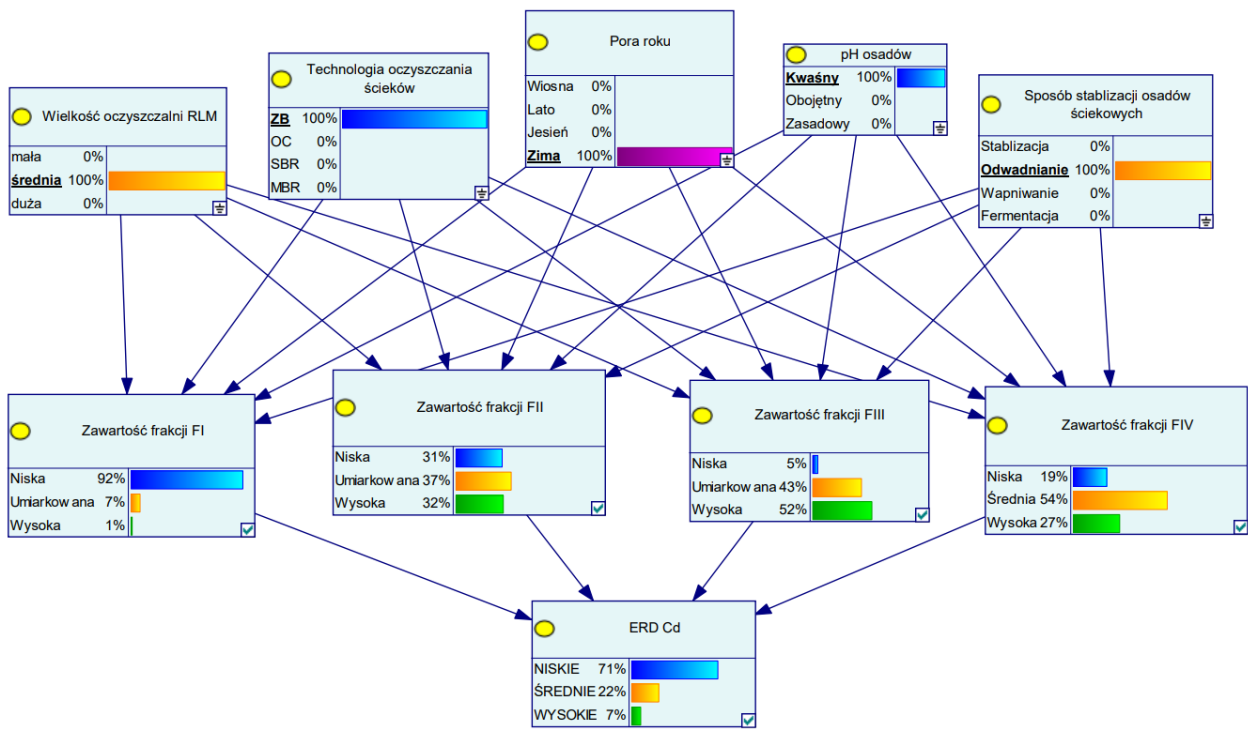 Wielkość oczyszczalni RLM
mała 0%
średnia 100%
duża 0%
Technologia oczyszczania
ścieków
ZB 100%
OC 0%
SBR 0%
MBR 0%
Pora roku
Wiosna 0%
Lato 0%
Jesień 0%
Zima 100%
pH osadów
Kwaśny 100%
Obojętny 0%
Zasadowy 0%
Sposób stablizacji osadów
ściekowych
Stablizacja 0%
Odwadnianie 100%
Wapniwanie 0%
Fermentacja 0%
Zawartość frakcji FI
Niska 92%
Umiarkow ana 7%
Wysoka 1%
Zawartość frakcji FII
Niska 31%
Umiarkow ana 37%
Wysoka 32%
Zawartość frakcji FIII
Niska 5%
Umiarkow ana 43%
Wysoka 52%
Zawartość frakcji FIV
Niska 19%
Średnia 54%
Wysoka 27%
ERD Cd
NISKIE 71%
ŚREDNIE 22%
WYSOKIE 7%